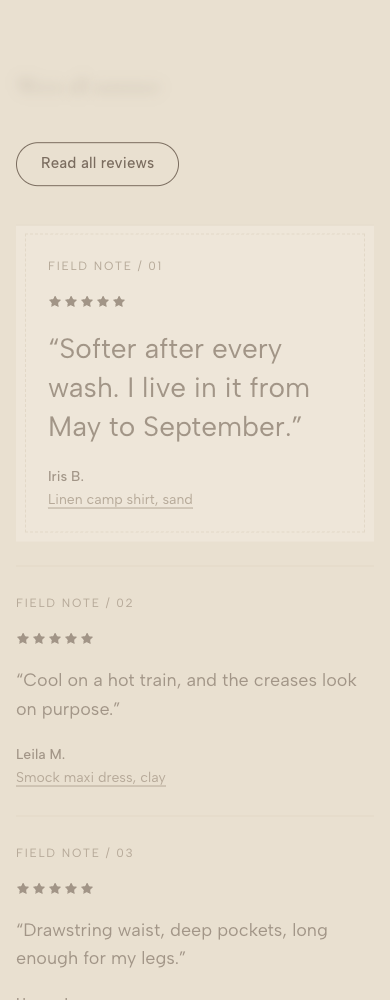 Read all reviews
FIELD NOTE / 01
“Softer after every
wash. I live in it from
May to September.”
Iris B.
Linen camp shirt, sand
FIELD NOTE / 02
“Cool on a hot train, and the creases look
on purpose.”
Leila M.
Smock maxi dress, clay
FIELD NOTE / 03
“Drawstring waist, deep pockets, long
enough for my legs.”